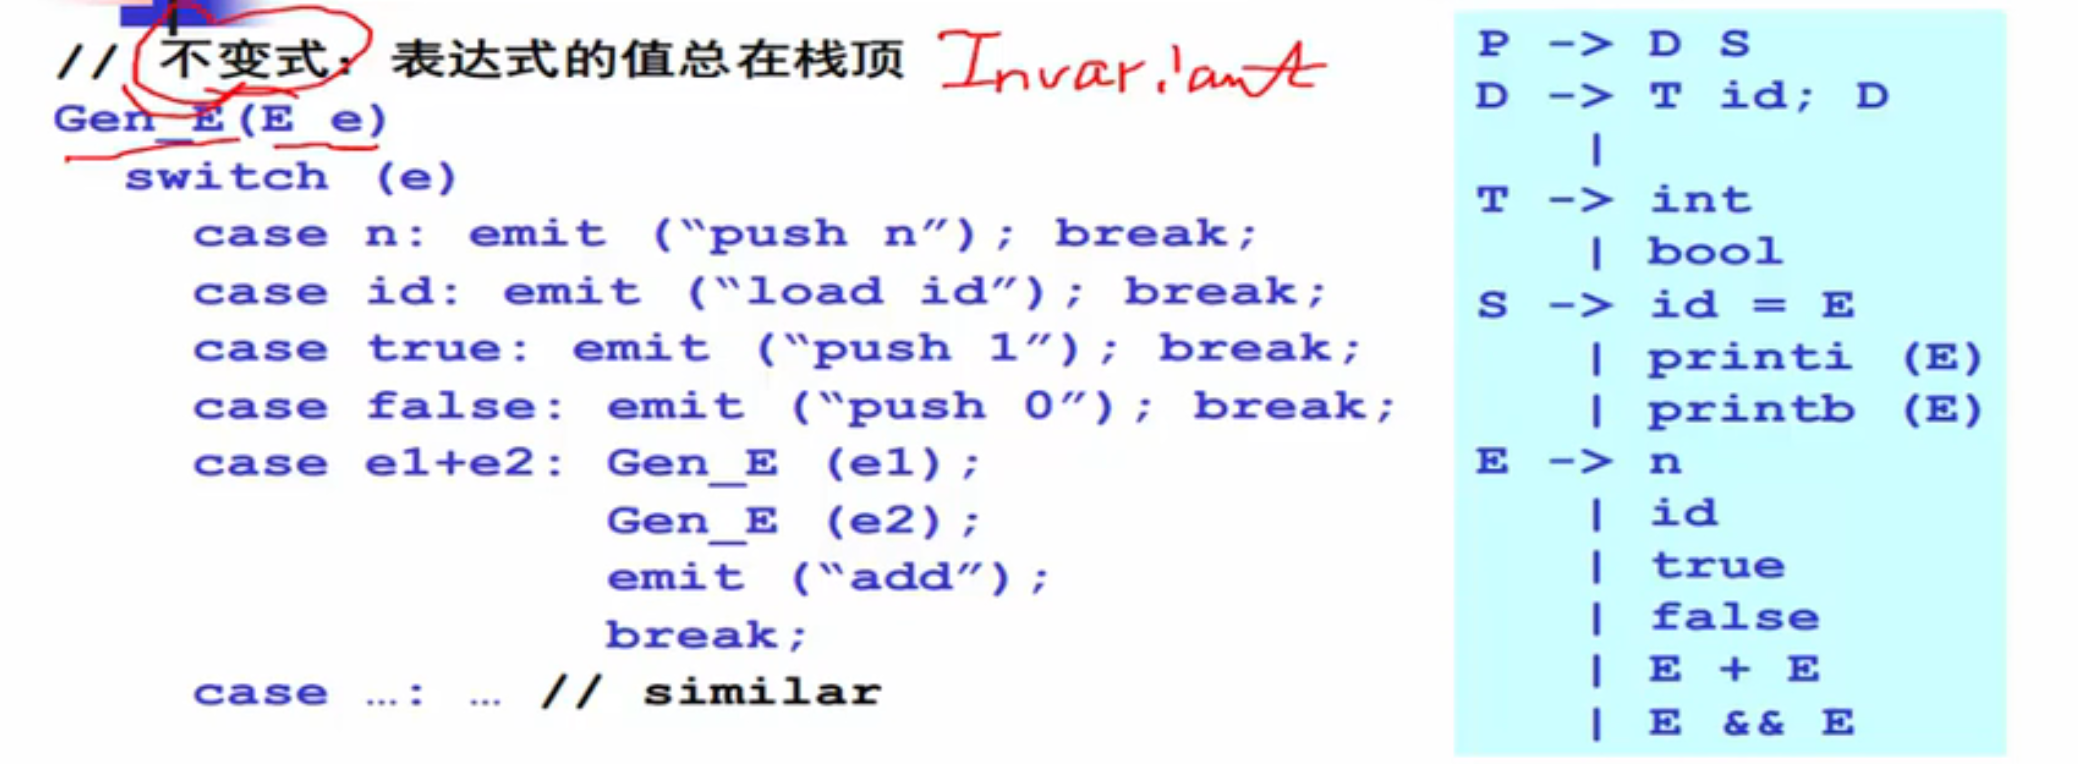 // 不变式：表达式的值总在栈顶 Invariant
Gen_E(E e)
switch (e)
case n: emit (“push n”); break;
case id: emit (“load id”); break;
case true: emit (“push 1”); break;
case false: emit (“push 0”); break;
case e1+e2: Gen_E (e1);
Gen_E (e2);
emit (“add”);
break;
case …: … // similar
P -> D S
D -> T id; D
|
T -> int
| bool
S -> id = E
| printi (E)
| printb (E)
E -> n
| id
| true
| false
| E + E
| E && E